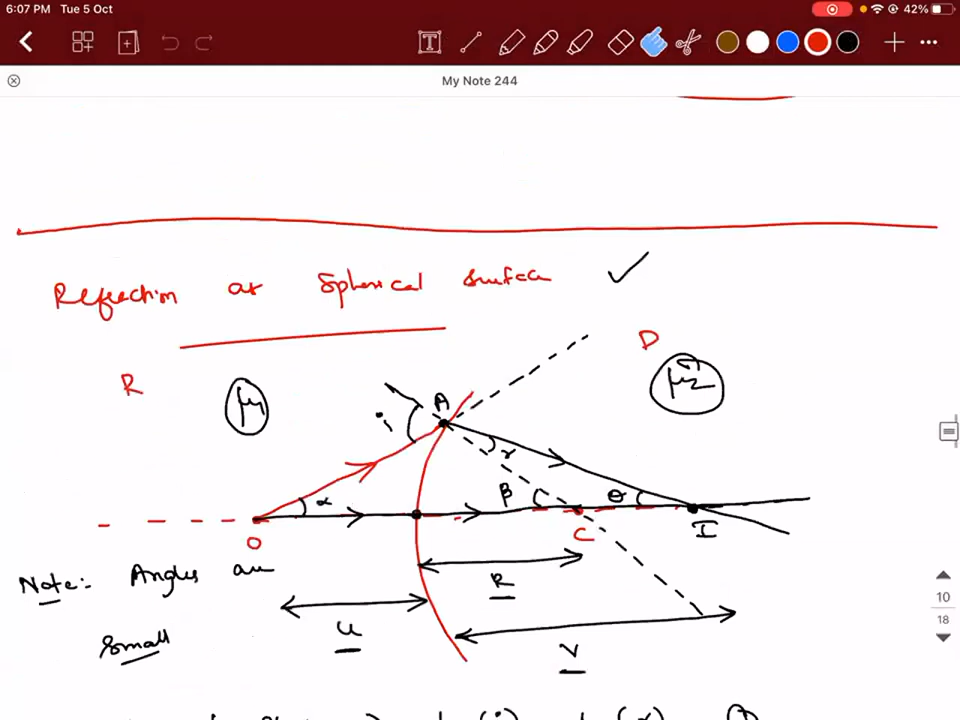 6:07 PM Tue 5 Oct 42%
My Note 244
Refraction at Spherical surface
R D
μ1 μ2
i A
r
α β θ
O C I
Note:- Angles are
R
u
Small
V
10
18